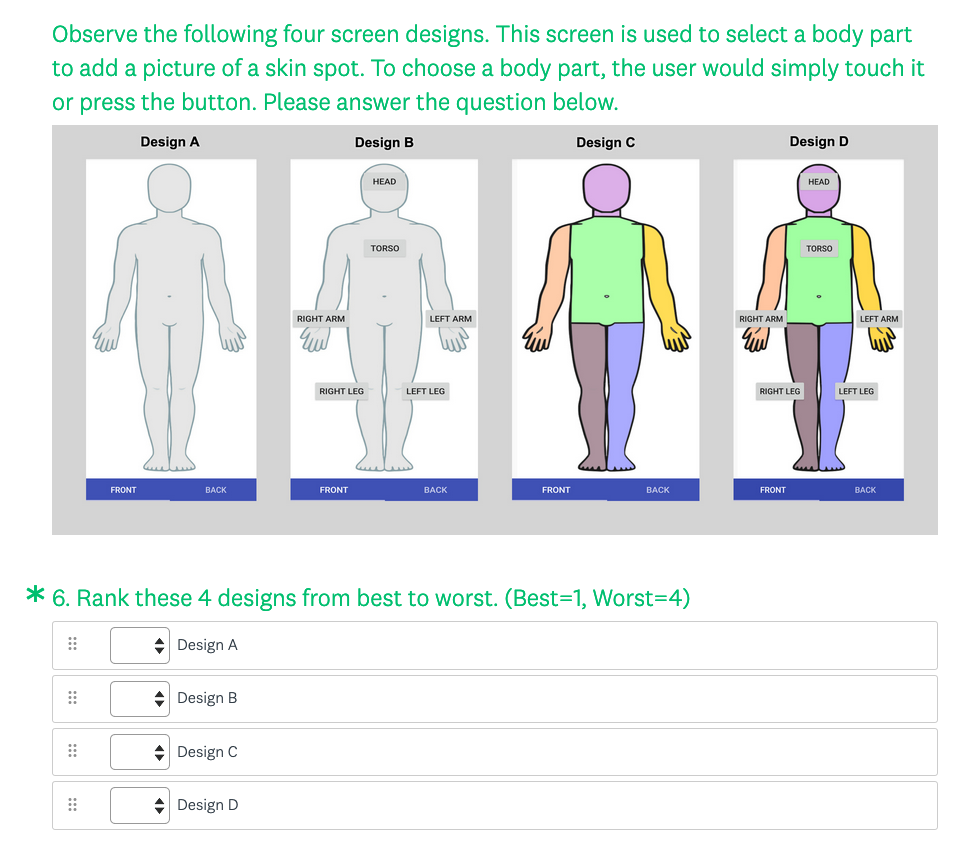 Observe the following four screen designs. This screen is used to select a body part
to add a picture of a skin spot. To choose a body part, the user would simply touch it
or press the button. Please answer the question below.
Design A
Design B
Design C
Design D
HEAD
TORSO
RIGHT ARM
LEFT ARM
RIGHT LEG
LEFT LEG
HEAD
TORSO
RIGHT ARM
LEFT ARM
RIGHT LEG
LEFT LEG
FRONT BACK
FRONT BACK
FRONT BACK
FRONT BACK
* 6. Rank these 4 designs from best to worst. (Best=1, Worst=4)
Design A
Design B
Design C
Design D